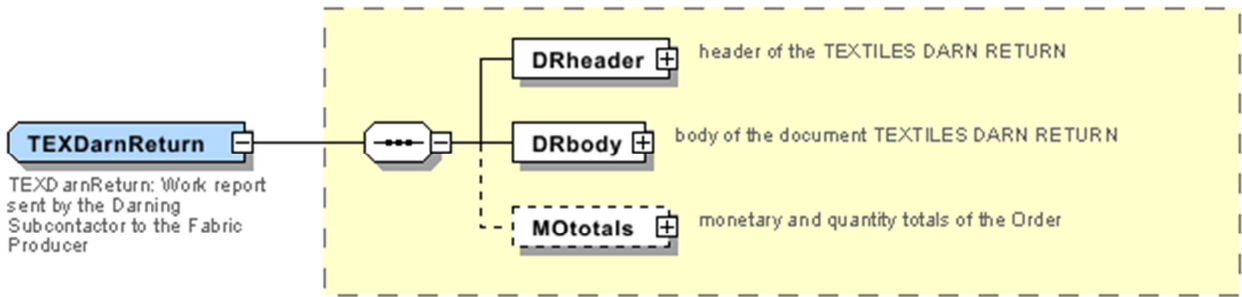 DRheader
header of the TEXTILES DARN RETURN
TEXDarnReturn
DRbody
body of the document TEXTILES DARN RETURN
TEXDarnReturn: Work report
sent by the Darning
Subcontactor to the Fabric
Producer
MOtotals
monetary and quantity totals of the Order